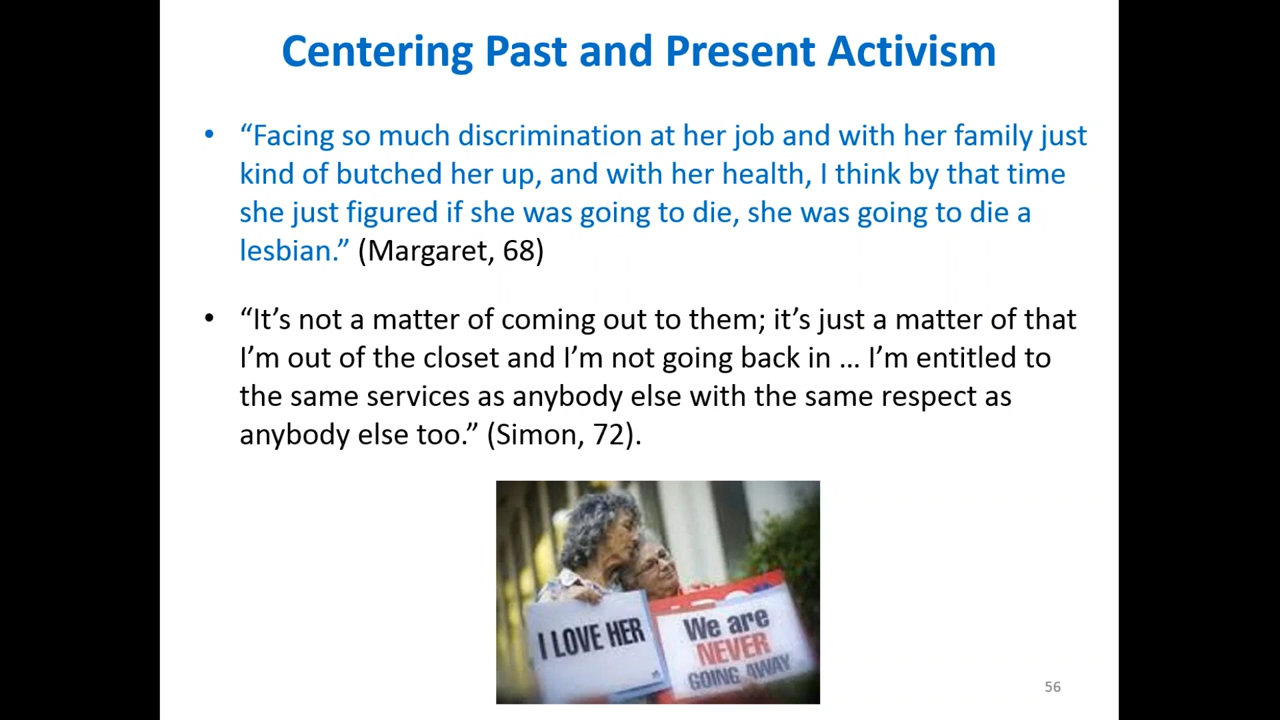 Centering Past and Present Activism
• “Facing so much discrimination at her job and with her family just
kind of butched her up, and with her health, I think by that time
she just figured if she was going to die, she was going to die a
lesbian.” (Margaret, 68)
• “It’s not a matter of coming out to them; it’s just a matter of that
I’m out of the closet and I’m not going back in … I’m entitled to
the same services as anybody else with the same respect as
anybody else too.” (Simon, 72).
I LOVE HER
We are
NEVER
GOING AWAY
56